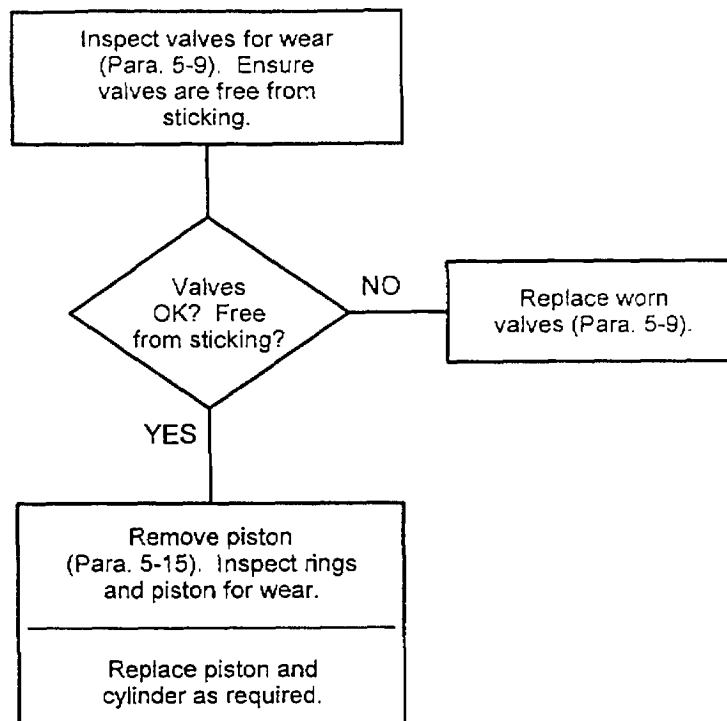 Inspect valves for wear
(Para. 5-9). Ensure
valves are free from
sticking.
Valves
OK? Free
from sticking?
NO
Replace worn
valves (Para. 5-9).
YES
Remove piston
(Para. 5-15). Inspect rings
and piston for wear.
Replace piston and
cylinder as required.